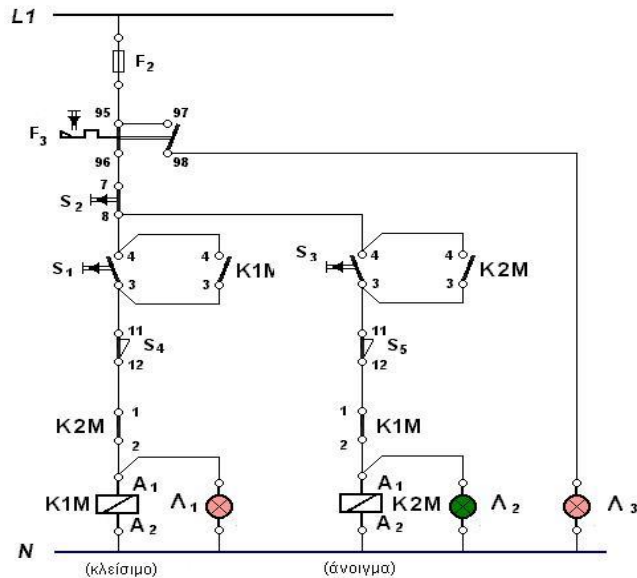 L1
F2
95 97
F3
96 98
7
S2
8
4 4 4 4
S1 K1M S3 K2M
3 3 3 3
11 11
S4 S5
12 12
1 1
K2M K1M
2 2
A1 A1
K1M Λ1 K2M Λ2 Λ3
A2 A2
N
(κλείσιμο) (άνοιγμα)